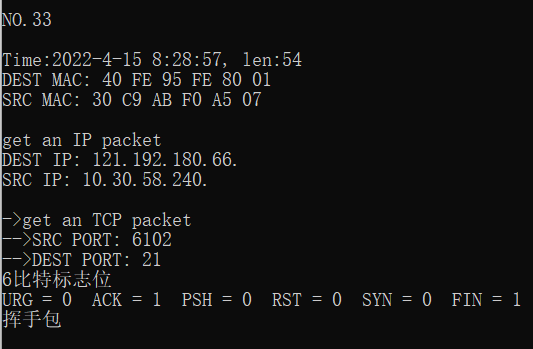 NO.33
Time:2022-4-15 8:28:57, len:54
DEST MAC: 40 FE 95 FE 80 01
SRC MAC: 30 C9 AB F0 A5 07
get an IP packet
DEST IP: 121.192.180.66.
SRC IP: 10.30.58.240.
->get an TCP packet
-->SRC PORT: 6102
-->DEST PORT: 21
6比特标志位
URG = 0  ACK = 1  PSH = 0  RST = 0  SYN = 0  FIN = 1
挥手包